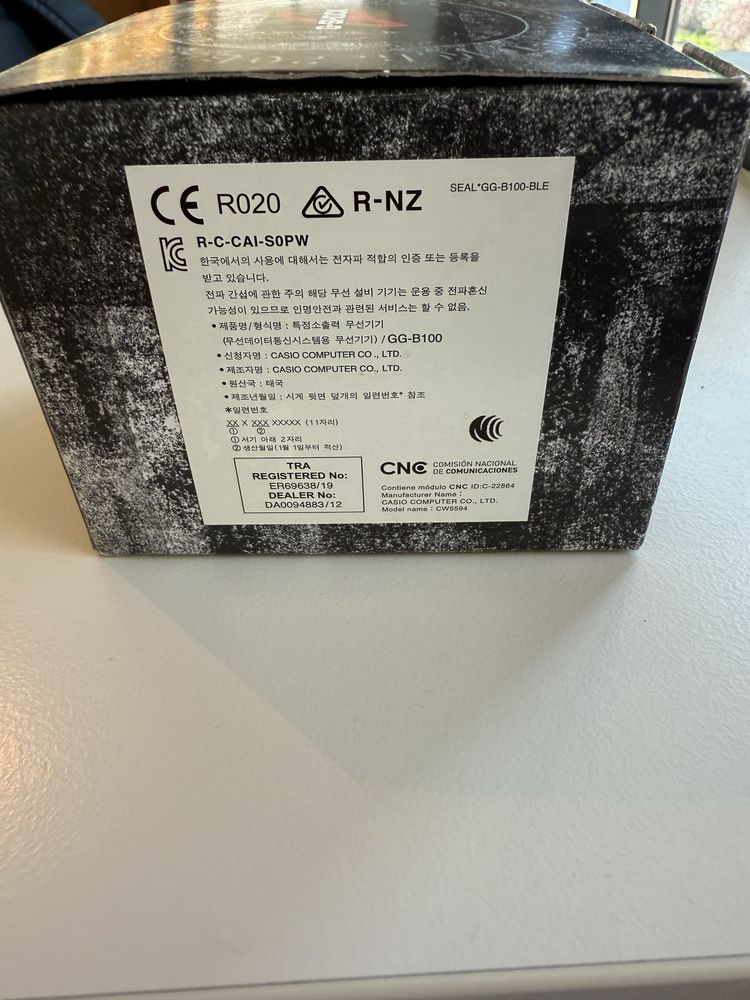 SEAL*GG-B100-BLE
CE R020 R-NZ
R-C-CAI-S0PW
한국에서의 사용에 대해서는 전자파 적합의 인증 또는 등록을
받고 있습니다.
전파 간섭에 관한 주의 해당 무선 설비 기기는 운용 중 전파혼신
가능성이 있으므로 인명안전과 관련된 서비스는 할 수 없음.
• 제품명/형식명 : 특정소출력 무선기기
(무선데이터통신시스템용 무선기기) / GG-B100
• 신청자명 : CASIO COMPUTER CO., LTD.
• 제조자명 : CASIO COMPUTER CO., LTD.
• 원산국 : 태국
• 제조년월일 : 시계 뒷면 덮개의 일련번호* 참조
*일련번호
XX X XXX XXXXX (11자리)
① ②
① 서기 아래 2자리
② 생산월일(1월 1일부터 적산)
TRA
REGISTERED No:
ER69638/19
DEALER No:
DA0094883/12
CNC COMISIÓN NACIONAL
DE COMUNICACIONES
Contiene módulo CNC ID:C-22864
Manufacturer Name :
CASIO COMPUTER CO., LTD.
Model name : CW5594